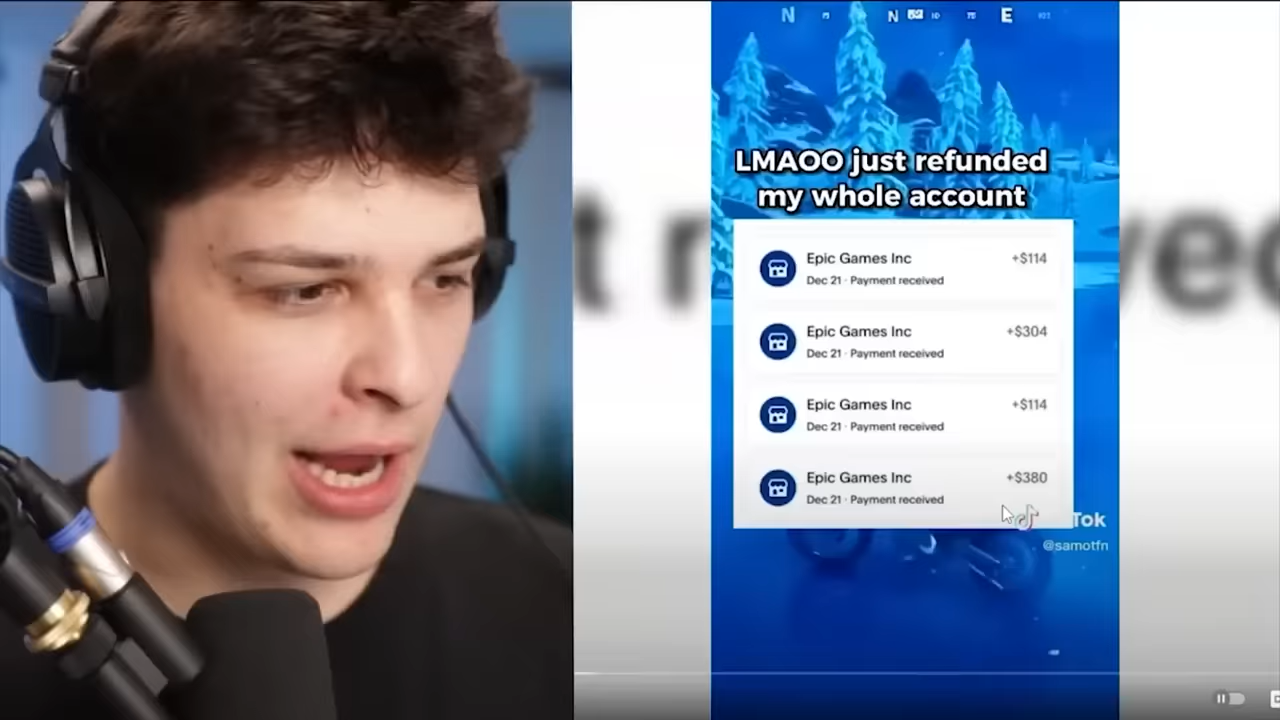 LMAOO just refunded
my whole account
Epic Games Inc +$114
Dec 21 · Payment received
Epic Games Inc +$304
Dec 21 · Payment received
Epic Games Inc +$114
Dec 21 · Payment received
Epic Games Inc +$380
Dec 21 · Payment received
Tok
@samotfn